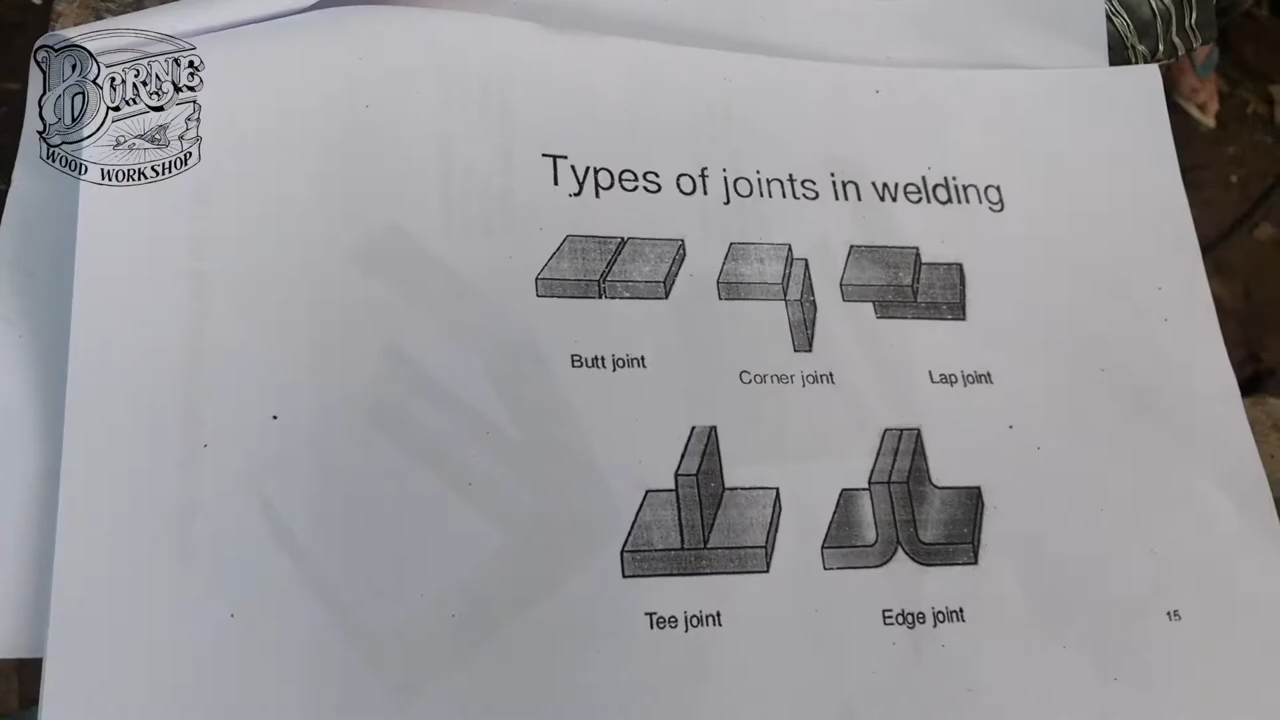 BORNE
WOOD WORKSHOP
Types of joints in welding
Butt joint
Corner joint
Lap joint
Tee joint
Edge joint
15